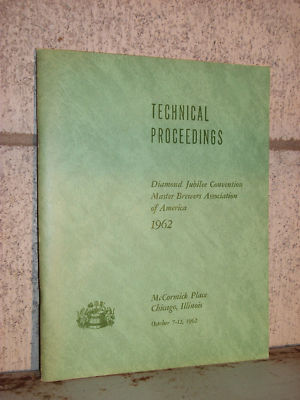 TECHNICAL
PROCEEDINGS
Diamond Jubilee Convention
Master Brewers Association
of America
1962
McCormick Place
Chicago, Illinois
October 7-12, 1962